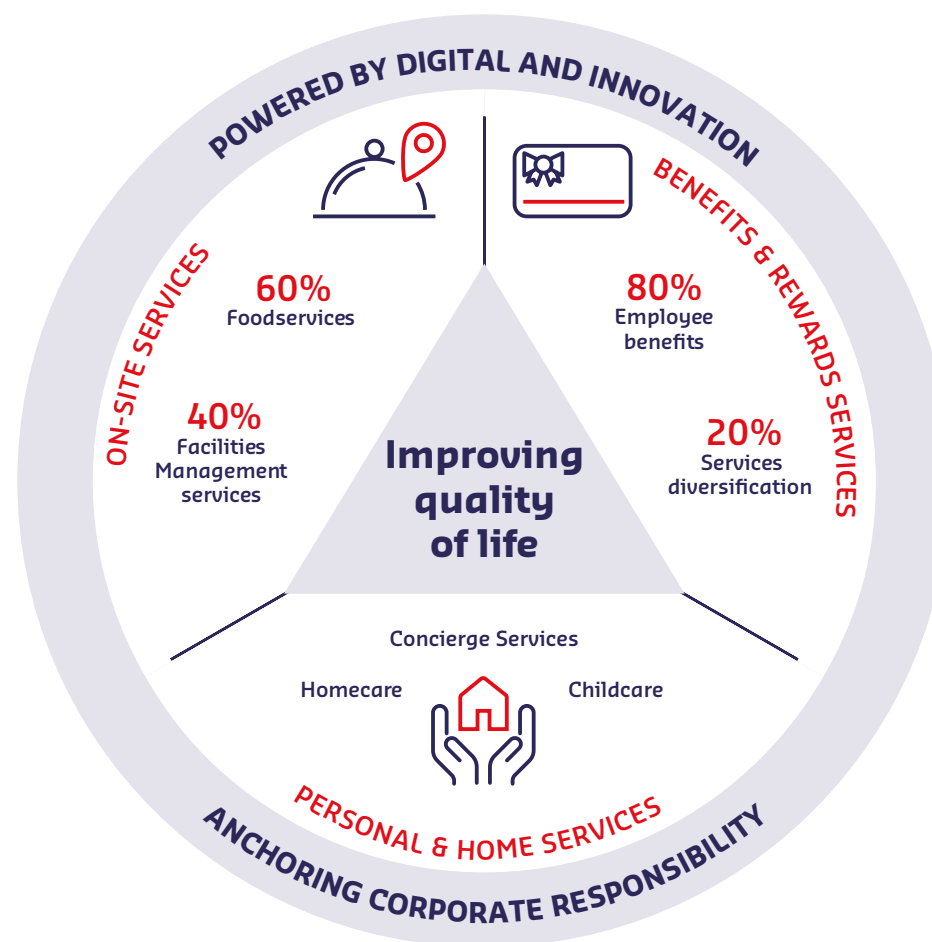 POWERED BY DIGITAL AND INNOVATION
ON-SITE SERVICES
60%
Foodservices
40%
Facilities
Management
services
BENEFITS & REWARDS SERVICES
80%
Employee
benefits
20%
Services
diversification
Improving
quality
of life
Concierge Services
Homecare
Childcare
PERSONAL & HOME SERVICES
ANCHORING CORPORATE RESPONSIBILITY